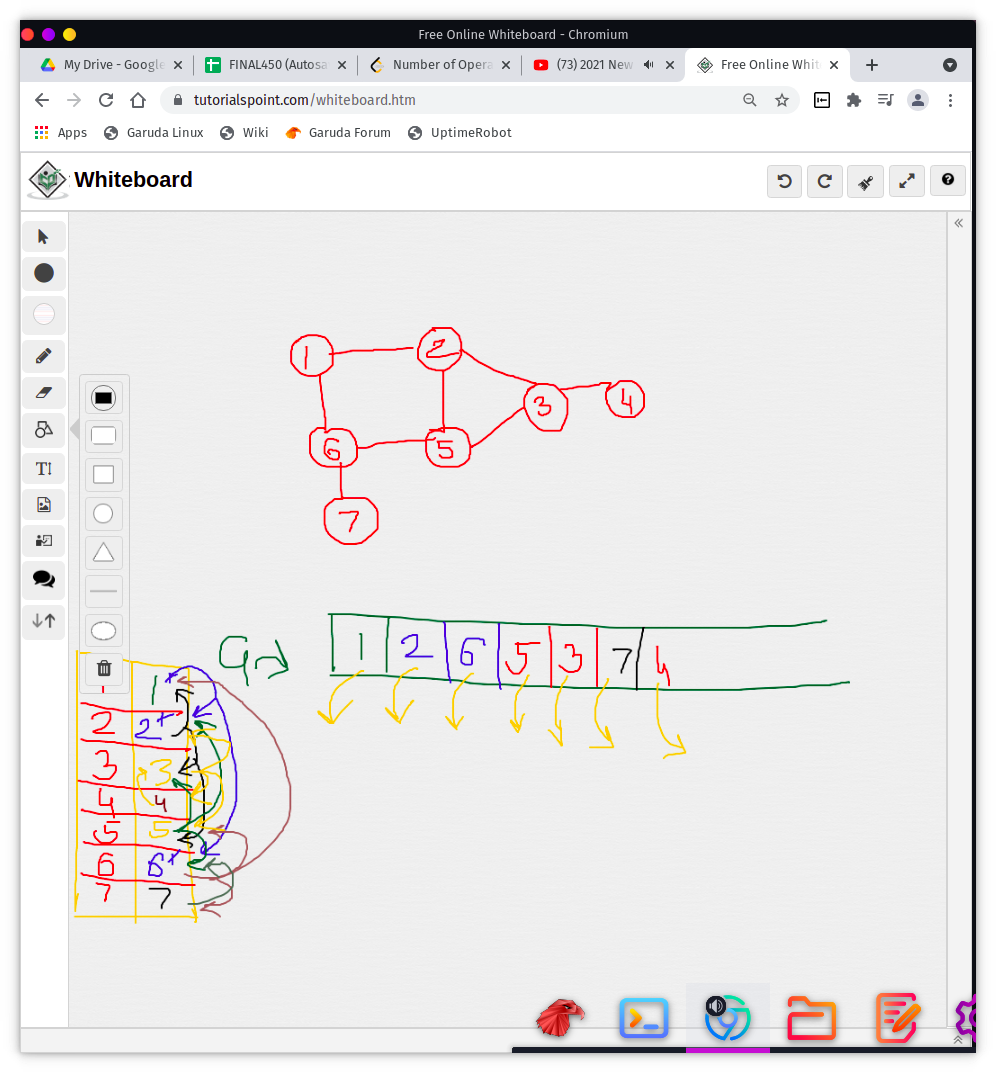 Free Online Whiteboard - Chromium
My Drive - Google
FINAL450 (Autosa
Number of Opera
(73) 2021 New
Free Online Whit
tutorialspoint.com/whiteboard.htm
Apps
Garuda Linux
Wiki
Garuda Forum
UptimeRobot
Whiteboard
TI
1 2
3 4
6 5
7
Q 1 2 6 5 3 7 4
1 1+
2 2+
3 3
4 4
5 5
6 6+
7 7